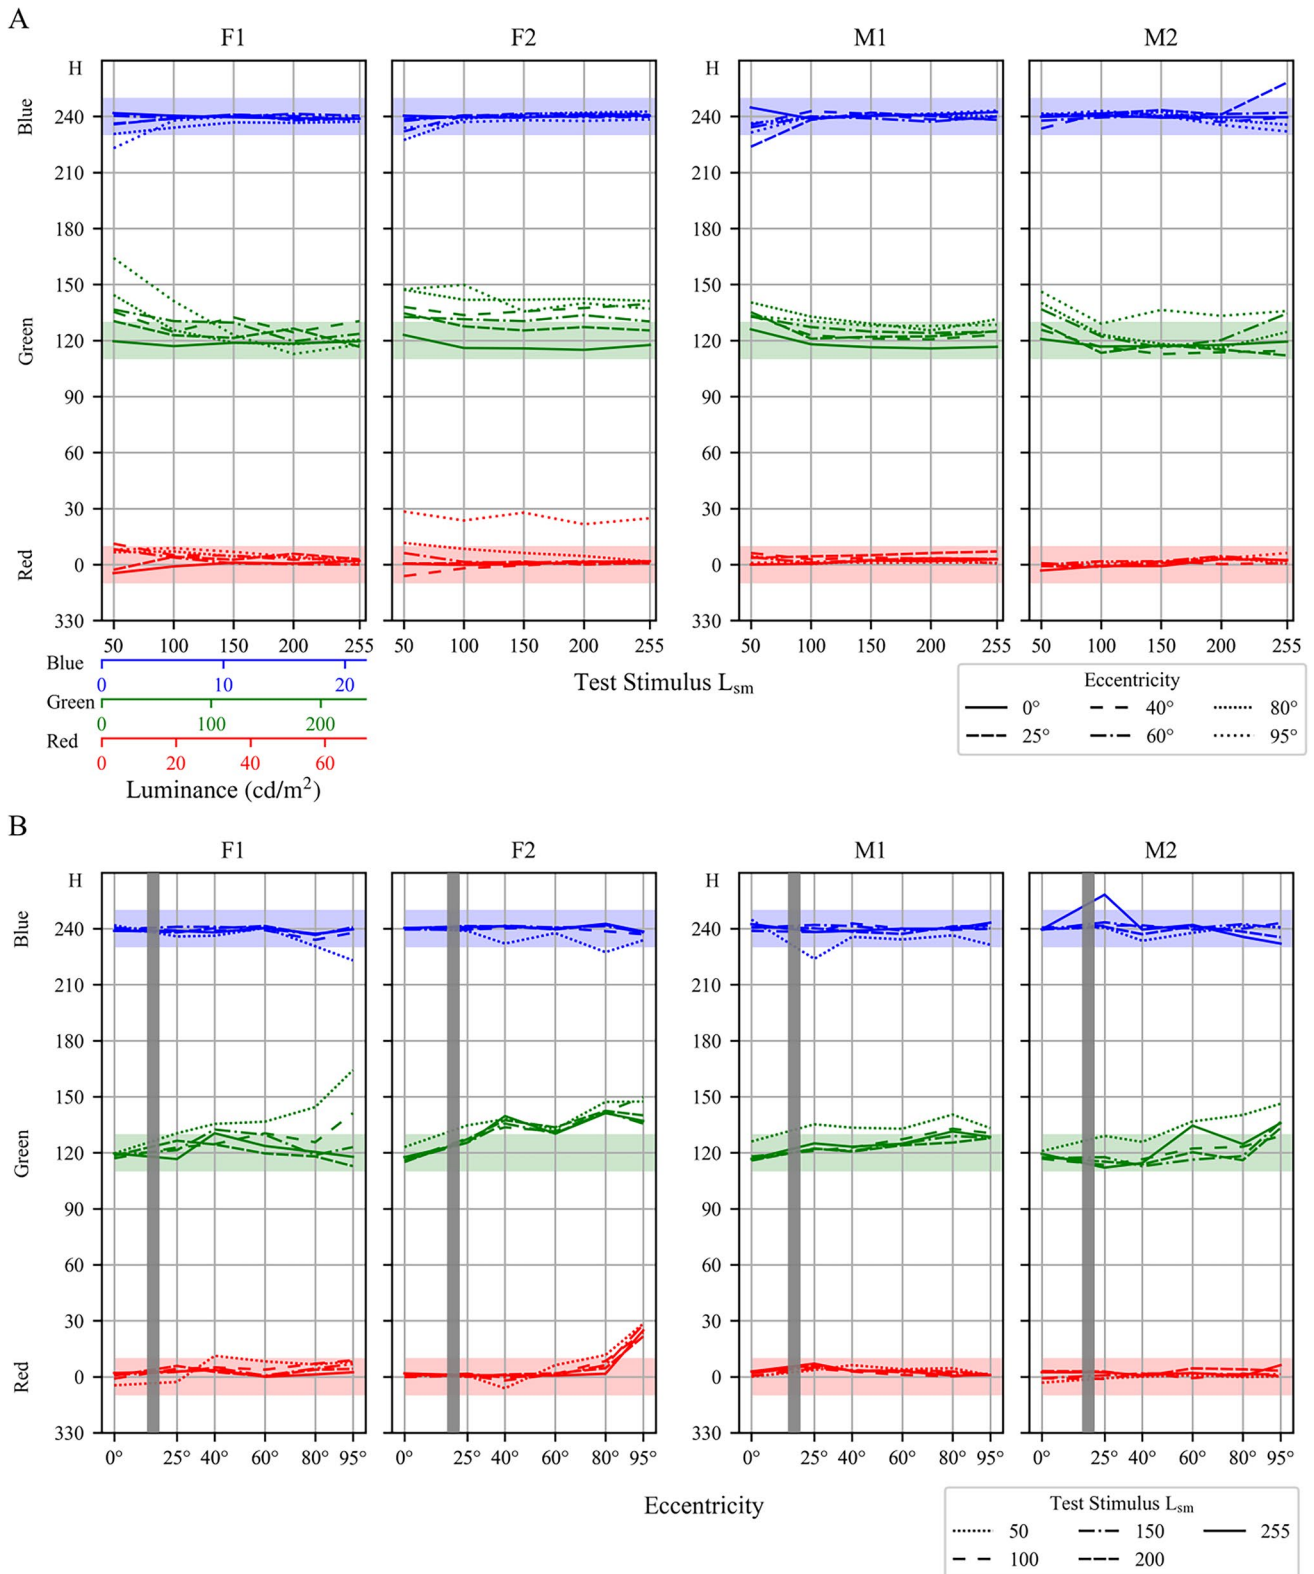 A
F1 F2 M1 M2
H
Blue 240
210
180
150
Green 120
90
60
30
Red 0
330
50 100 150 200 255 50 100 150 200 255 50 100 150 200 255 50 100 150 200 255
Test Stimulus Lsm
Blue
0 10 20
Green
0 100 200
Red
0 20 40 60
Luminance (cd/m²)
Eccentricity
0° 40° 80°
25° 60° 95°
B
F1 F2 M1 M2
H
Blue 240
210
180
150
Green 120
90
60
30
Red 0
330
0° 25° 40° 60° 80° 95° 0° 25° 40° 60° 80° 95° 0° 25° 40° 60° 80° 95° 0° 25° 40° 60° 80° 95°
Eccentricity
Test Stimulus Lsm
50 150 255
100 200